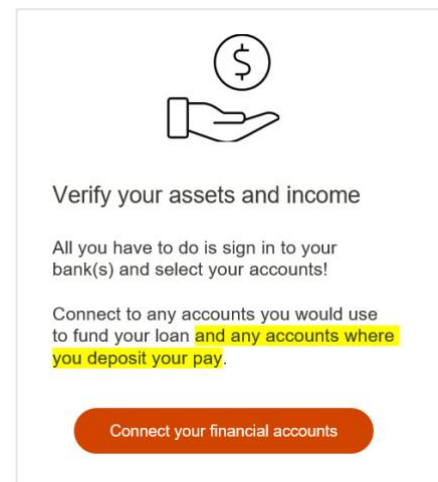 $
Verify your assets and income
All you have to do is sign in to your
bank(s) and select your accounts!
Connect to any accounts you would use
to fund your loan and any accounts where
you deposit your pay.
Connect your financial accounts